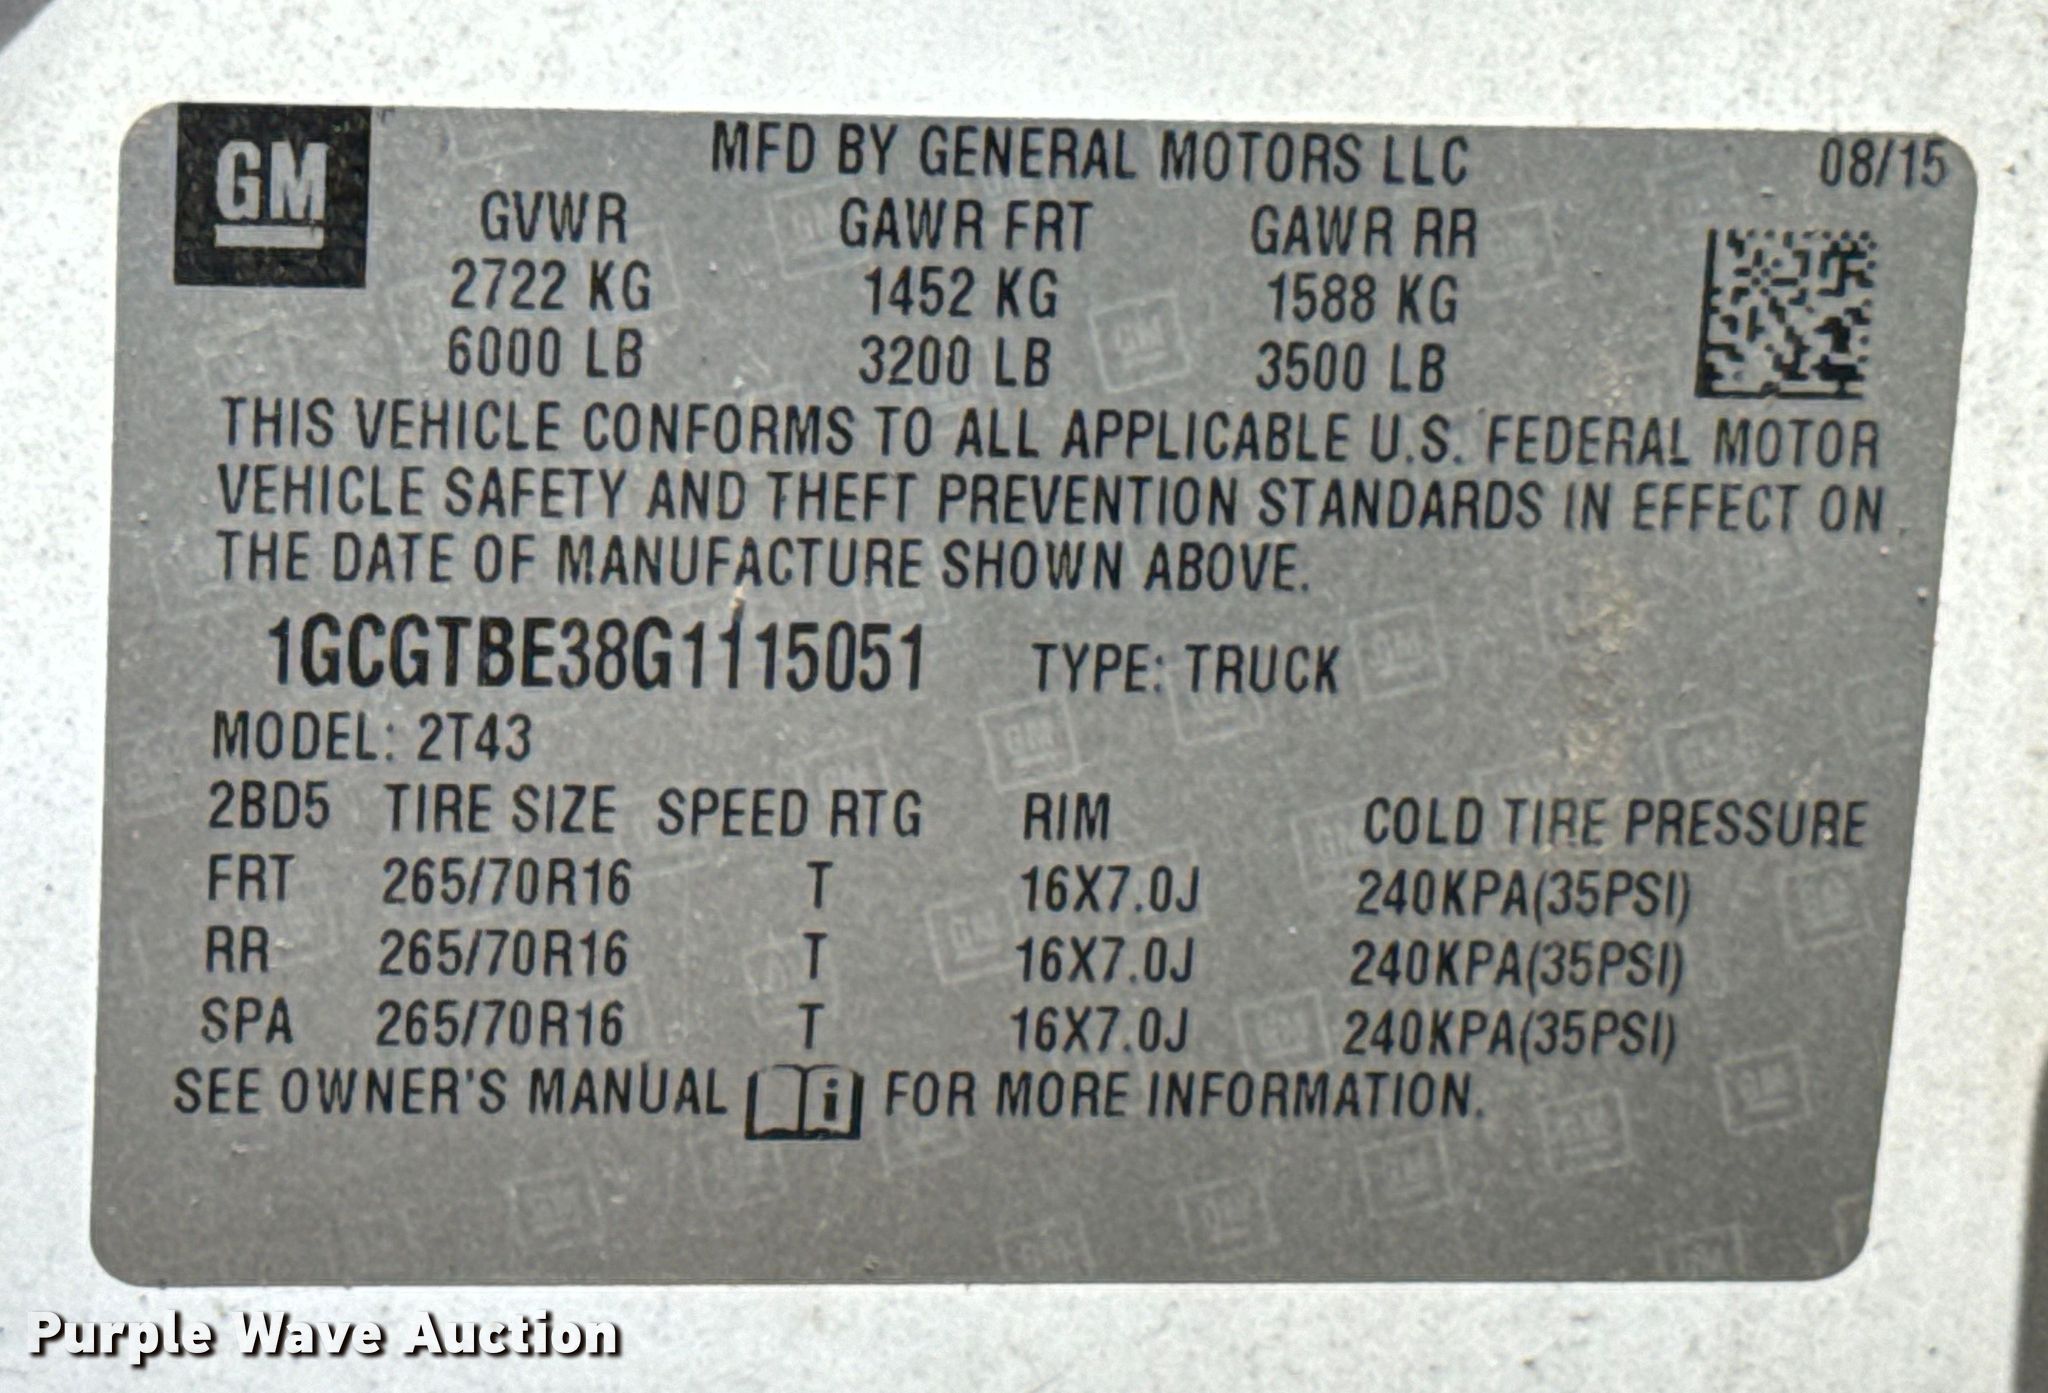 GM
MFD BY GENERAL MOTORS LLC 08/15
GVWR GAWR FRT GAWR RR
2722 KG 1452 KG 1588 KG
6000 LB 3200 LB 3500 LB
THIS VEHICLE CONFORMS TO ALL APPLICABLE U.S. FEDERAL MOTOR
VEHICLE SAFETY AND THEFT PREVENTION STANDARDS IN EFFECT ON
THE DATE OF MANUFACTURE SHOWN ABOVE.
1GCGTBE38G1115051 TYPE: TRUCK
MODEL: 2T43
2BD5 TIRE SIZE SPEED RTG RIM COLD TIRE PRESSURE
FRT 265/70R16 T 16X7.0J 240KPA(35PSI)
RR 265/70R16 T 16X7.0J 240KPA(35PSI)
SPA 265/70R16 T 16X7.0J 240KPA(35PSI)
SEE OWNER'S MANUAL i FOR MORE INFORMATION.
Purple Wave Auction